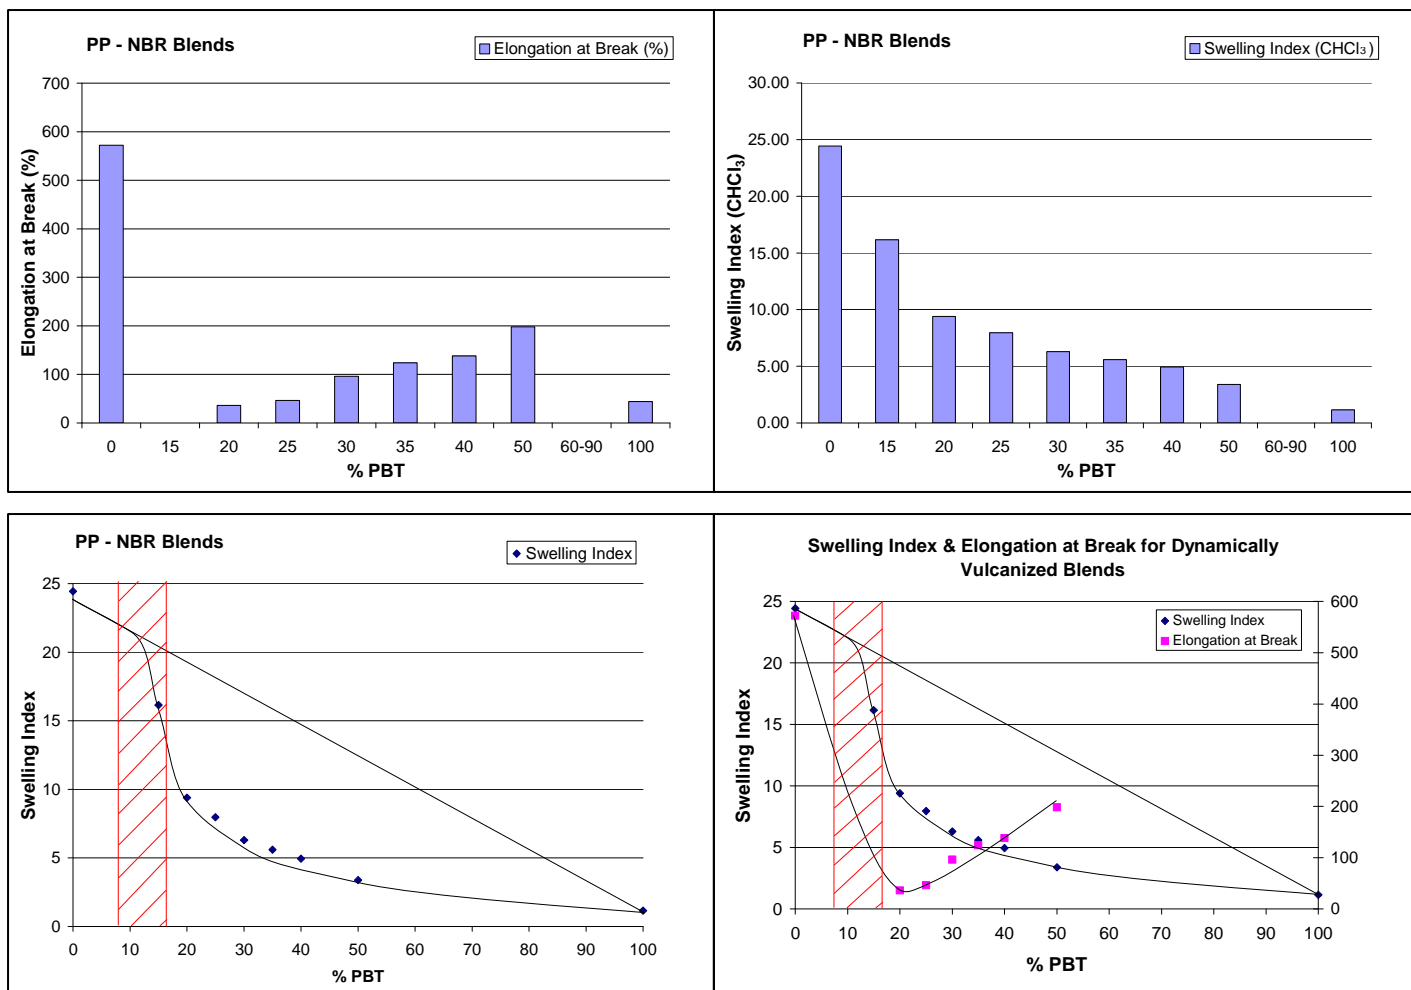 PP - NBR Blends
Elongation at Break (%)
700
600
500
400
300
200
100
0
Elongation at Break (%)
0 15 20 25 30 35 40 50 60-90 100
% PBT
PP - NBR Blends
Swelling Index (CHCl₃)
30.00
25.00
20.00
15.00
10.00
5.00
0.00
Swelling Index (CHCl₃)
0 15 20 25 30 35 40 50 60-90 100
% PBT
PP - NBR Blends
Swelling Index
25
20
15
10
5
0
Swelling Index
0 10 20 30 40 50 60 70 80 90 100
% PBT
Swelling Index & Elongation at Break for Dynamically
Vulcanized Blends
Swelling Index
Elongation at Break
25
20
15
10
5
0
Swelling Index
600
500
400
300
200
100
0
0 10 20 30 40 50 60 70 80 90 100
% PBT